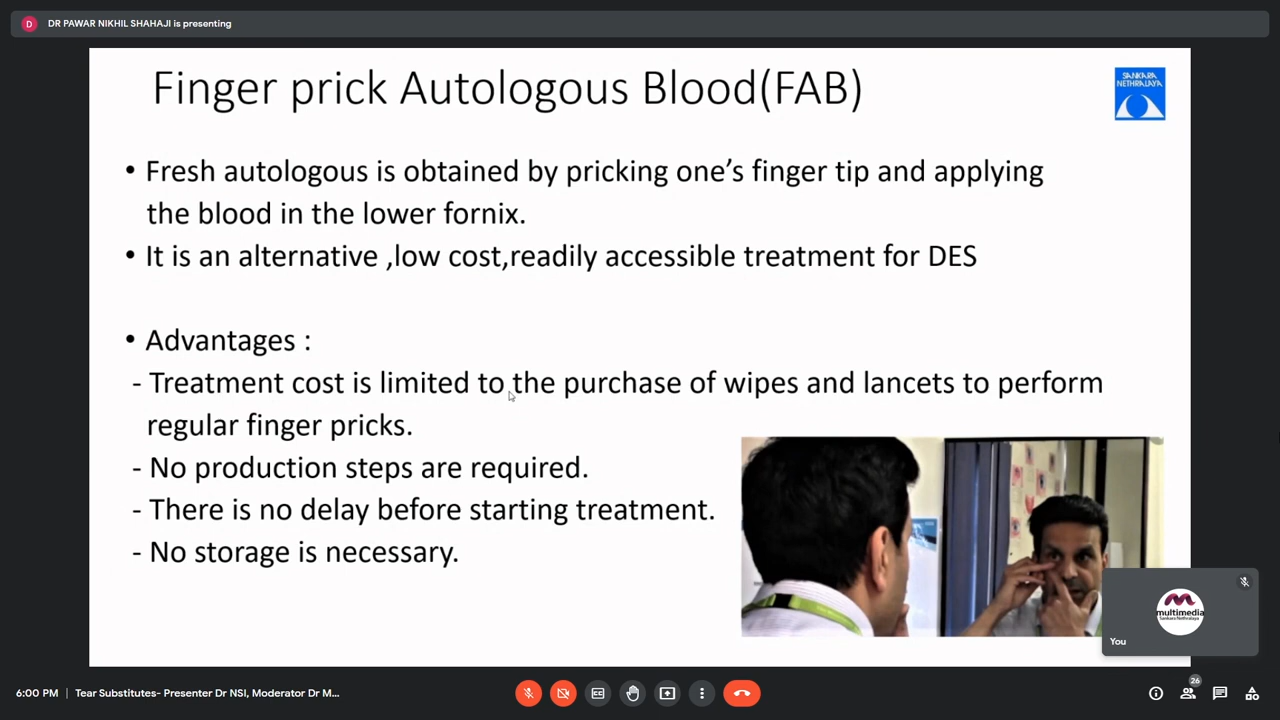 D DR PAWAR NIKHIL SHAHAJI is presenting
Finger prick Autologous Blood(FAB)
SANKARA
NETHRALAYA
• Fresh autologous is obtained by pricking one’s finger tip and applying
the blood in the lower fornix.
• It is an alternative ,low cost,readily accessible treatment for DES
• Advantages :
- Treatment cost is limited to the purchase of wipes and lancets to perform
regular finger pricks.
- No production steps are required.
- There is no delay before starting treatment.
- No storage is necessary.
multimedia
Sankara Nethralaya
You
6:00 PM | Tear Substitutes- Presenter Dr NSI, Moderator Dr M...
26